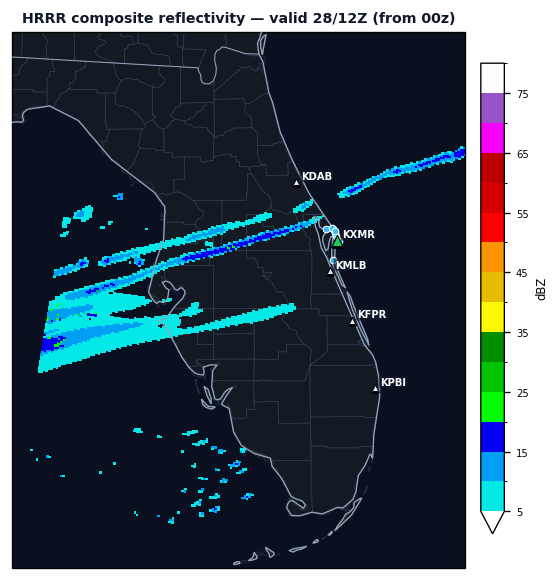 HRRR composite reflectivity — valid 28/12Z (from 00z)
KDAB
KXMR
KMLB
KFPR
KPBI
75
65
55
45
35
25
15
5
dBZ